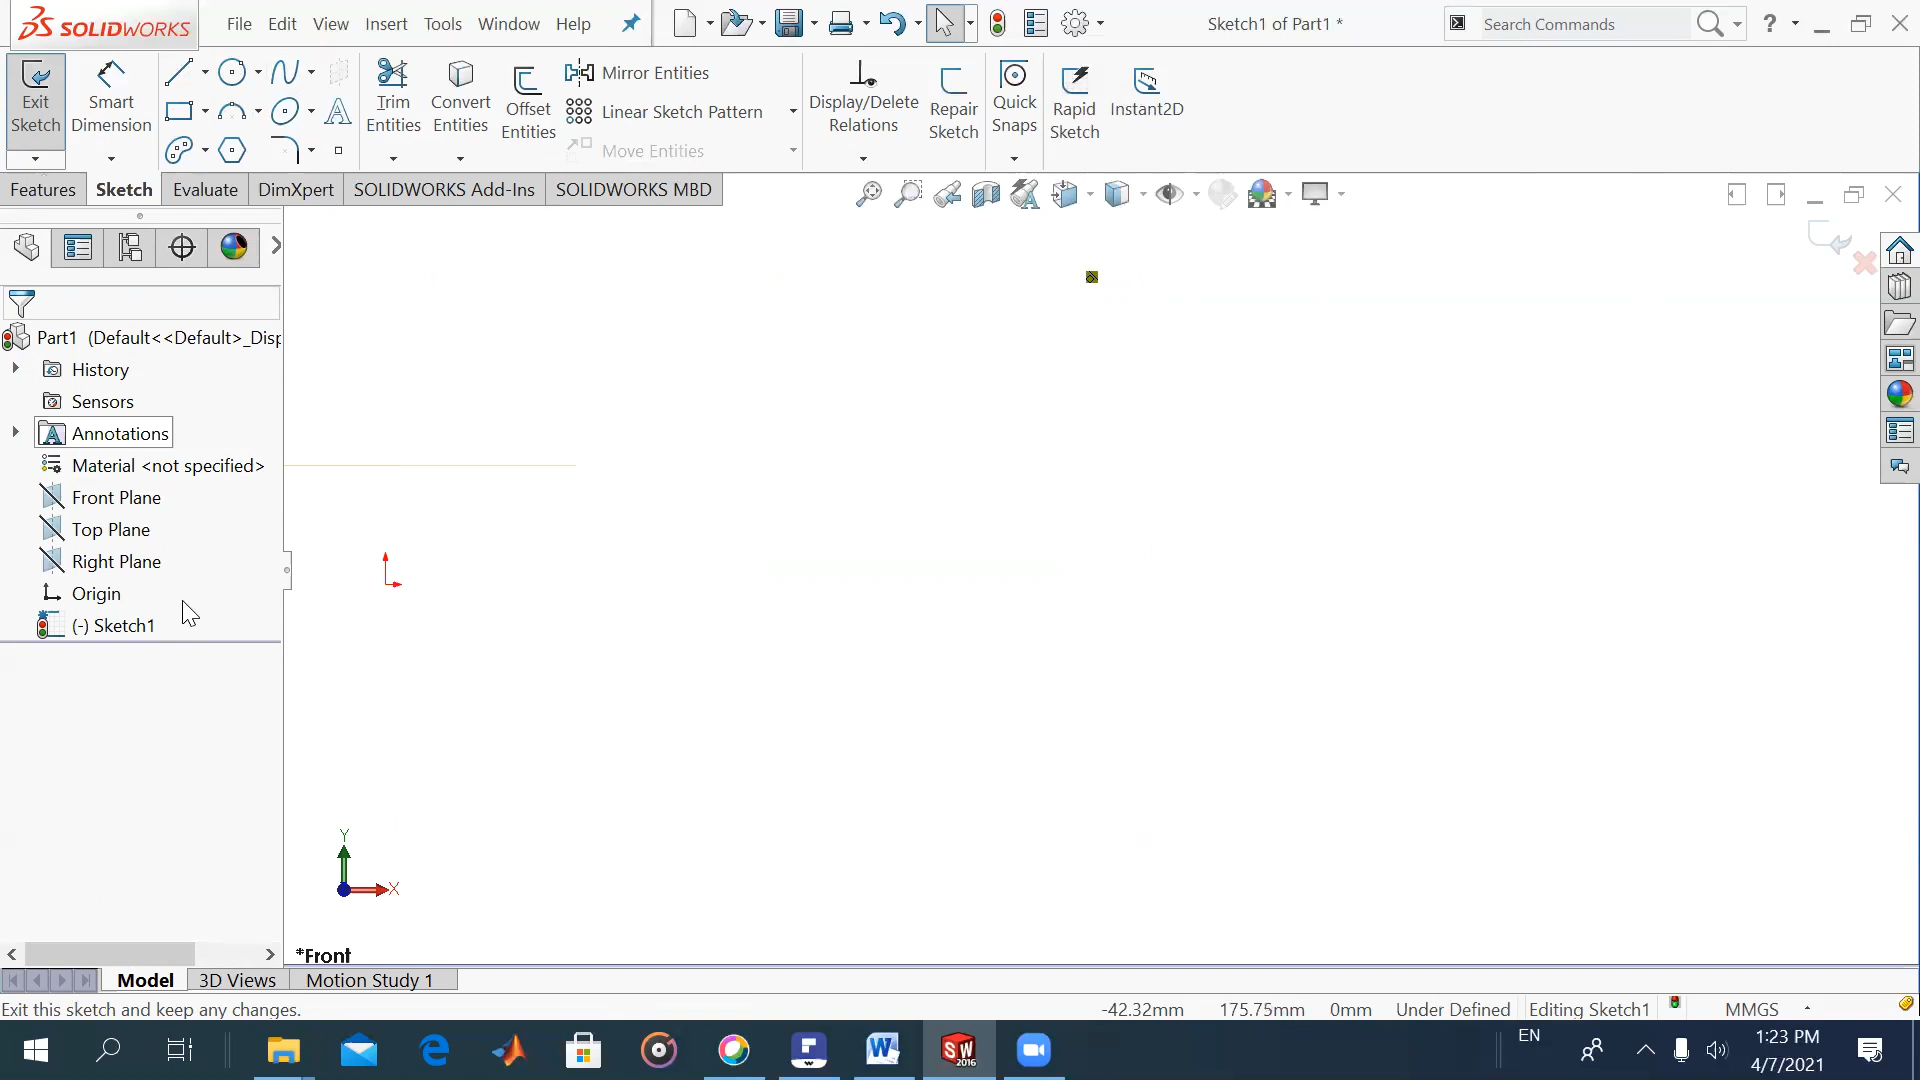 SOLIDWORKS File Edit View Insert Tools Window Help Sketch1 of Part1 * Search Commands ?
Exit Sketch
Smart Dimension
Trim Entities
Convert Entities
Offset Entities
Mirror Entities
Linear Sketch Pattern
Move Entities
Display/Delete Relations
Repair Sketch
Quick Snaps
Rapid Sketch
Instant2D
Features Sketch Evaluate DimXpert SOLIDWORKS Add-Ins SOLIDWORKS MBD
Part1 (Default<<Default>_Disp
History
Sensors
Annotations
Material <not specified>
Front Plane
Top Plane
Right Plane
Origin
(-) Sketch1
Y
X
*Front
Model 3D Views Motion Study 1
Exit this sketch and keep any changes. -42.32mm 175.75mm 0mm Under Defined Editing Sketch1 MMGS
SW 2016
EN
1:23 PM
4/7/2021